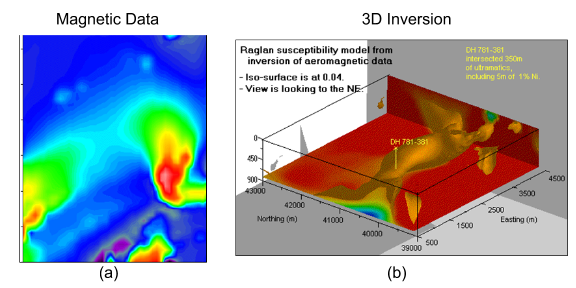 Magnetic Data
3D Inversion
Raglan susceptibility model from
inversion of aeromagnetic data
- Iso-surface is at 0.04.
- View is looking to the NE.
DH 781-381
Intersected 350m
of ultramafics,
including 5m of 1% Ni.
DH 781-381
0
450
900
43000
42000
41000
40000
39000
Northing (m)
500
1500
2500
3500
4500
Easting (m)
(a)
(b)